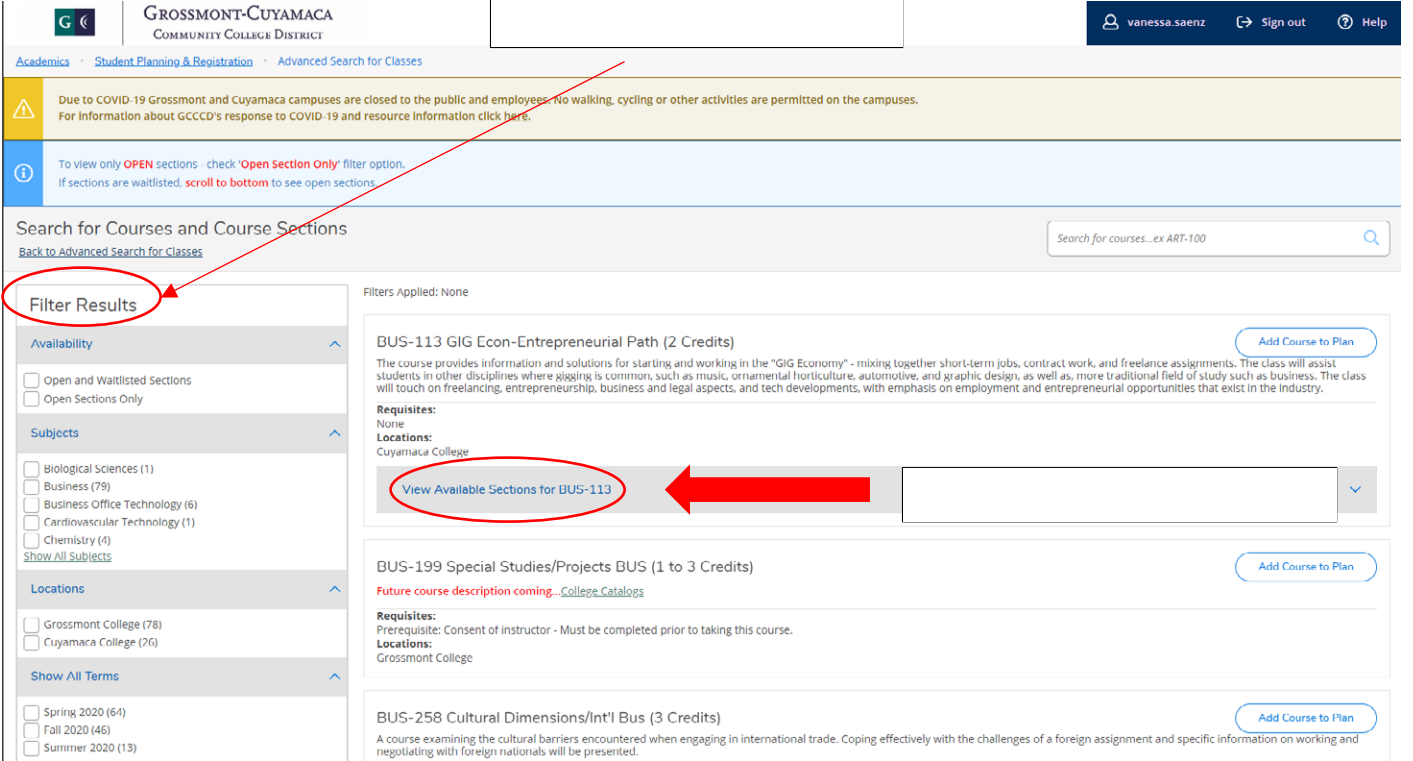 GC
GROSSMONT-CUYAMACA
COMMUNITY COLLEGE DISTRICT
vanessa.saenz
Sign out
Help
Academics · Student Planning & Registration · Advanced Search for Classes
Due to COVID-19 Grossmont and Cuyamaca campuses are closed to the public and employees. No walking, cycling or other activities are permitted on the campuses.
For information about GCCCD's response to COVID-19 and resource information click here.
To view only OPEN sections - check 'Open Section Only' filter option.
If sections are waitlisted, scroll to bottom to see open sections.
Search for Courses and Course Sections
Back to Advanced Search for Classes
Search for courses...ex ART-100
Filter Results
Availability
Open and Waitlisted Sections
Open Sections Only
Subjects
Biological Sciences (1)
Business (79)
Business Office Technology (6)
Cardiovascular Technology (1)
Chemistry (4)
Show All Subjects
Locations
Grossmont College (78)
Cuyamaca College (26)
Show All Terms
Spring 2020 (64)
Fall 2020 (46)
Summer 2020 (13)
Filters Applied: None
BUS-113 GIG Econ-Entrepreneurial Path (2 Credits)
Add Course to Plan
The course provides information and solutions for starting and working in the "GIG Economy" - mixing together short-term jobs, contract work, and freelance assignments. The class will assist
students in other disciplines where gigging is common, such as music, ornamental horticulture, automotive, and graphic design, as well as, more traditional field of study such as business. The class
will touch on freelancing, entrepreneurship, business and legal aspects, and tech developments, with emphasis on employment and entrepreneurial opportunities that exist in the industry.
Requisites:
None
Locations:
Cuyamaca College
View Available Sections for BUS-113
BUS-199 Special Studies/Projects BUS (1 to 3 Credits)
Add Course to Plan
Future course description coming...College Catalogs
Requisites:
Prerequisite: Consent of instructor - Must be completed prior to taking this course.
Locations:
Grossmont College
BUS-258 Cultural Dimensions/Int'l Bus (3 Credits)
Add Course to Plan
A course examining the cultural barriers encountered when engaging in international trade. Coping effectively with the challenges of a foreign assignment and specific information on working and
negotiating with foreign nationals will be presented.